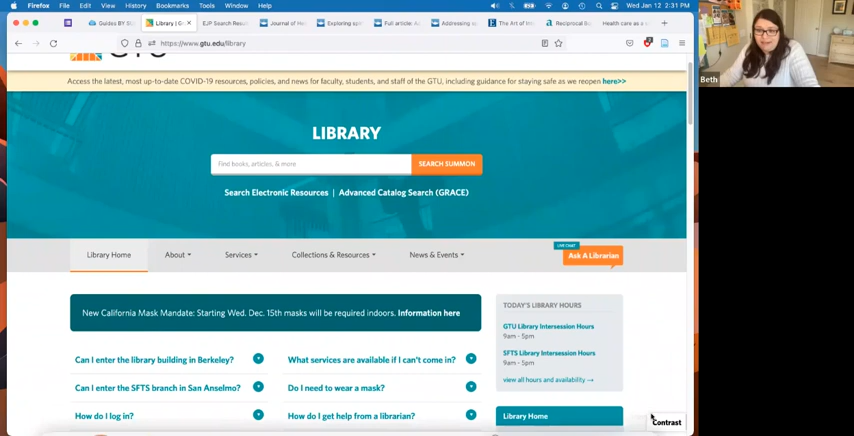 Firefox File Edit View History Bookmarks Tools Window Help
Wed Jan 12 2:31 PM
Guides BY
Library | G
EJP Search Result
Journal of
Exploring
Full article:
Addressing
The Art of
Reciprocal
Health care as a
https://www.gtu.edu/library
Access the latest, most up-to-date COVID-19 resources, policies, and news for faculty, students, and staff of the GTU, including guidance for staying safe as we reopen here>>
Beth
LIBRARY
Find books, articles, & more
SEARCH SUMMON
Search Electronic Resources | Advanced Catalog Search (GRACE)
Library Home
About
Services
Collections & Resources
News & Events
LIVE CHAT
Ask A Librarian
New California Mask Mandate: Starting Wed. Dec. 15th masks will be required indoors. Information here
TODAY'S LIBRARY HOURS
GTU Library Intersession Hours
9am - 5pm
SFTS Library Intersession Hours
9am - 5pm
view all hours and availability →
Can I enter the library building in Berkeley?
What services are available if I can't come in?
Can I enter the SFTS branch in San Anselmo?
Do I need to wear a mask?
How do I log in?
How do I get help from a librarian?
Library Home
Contrast